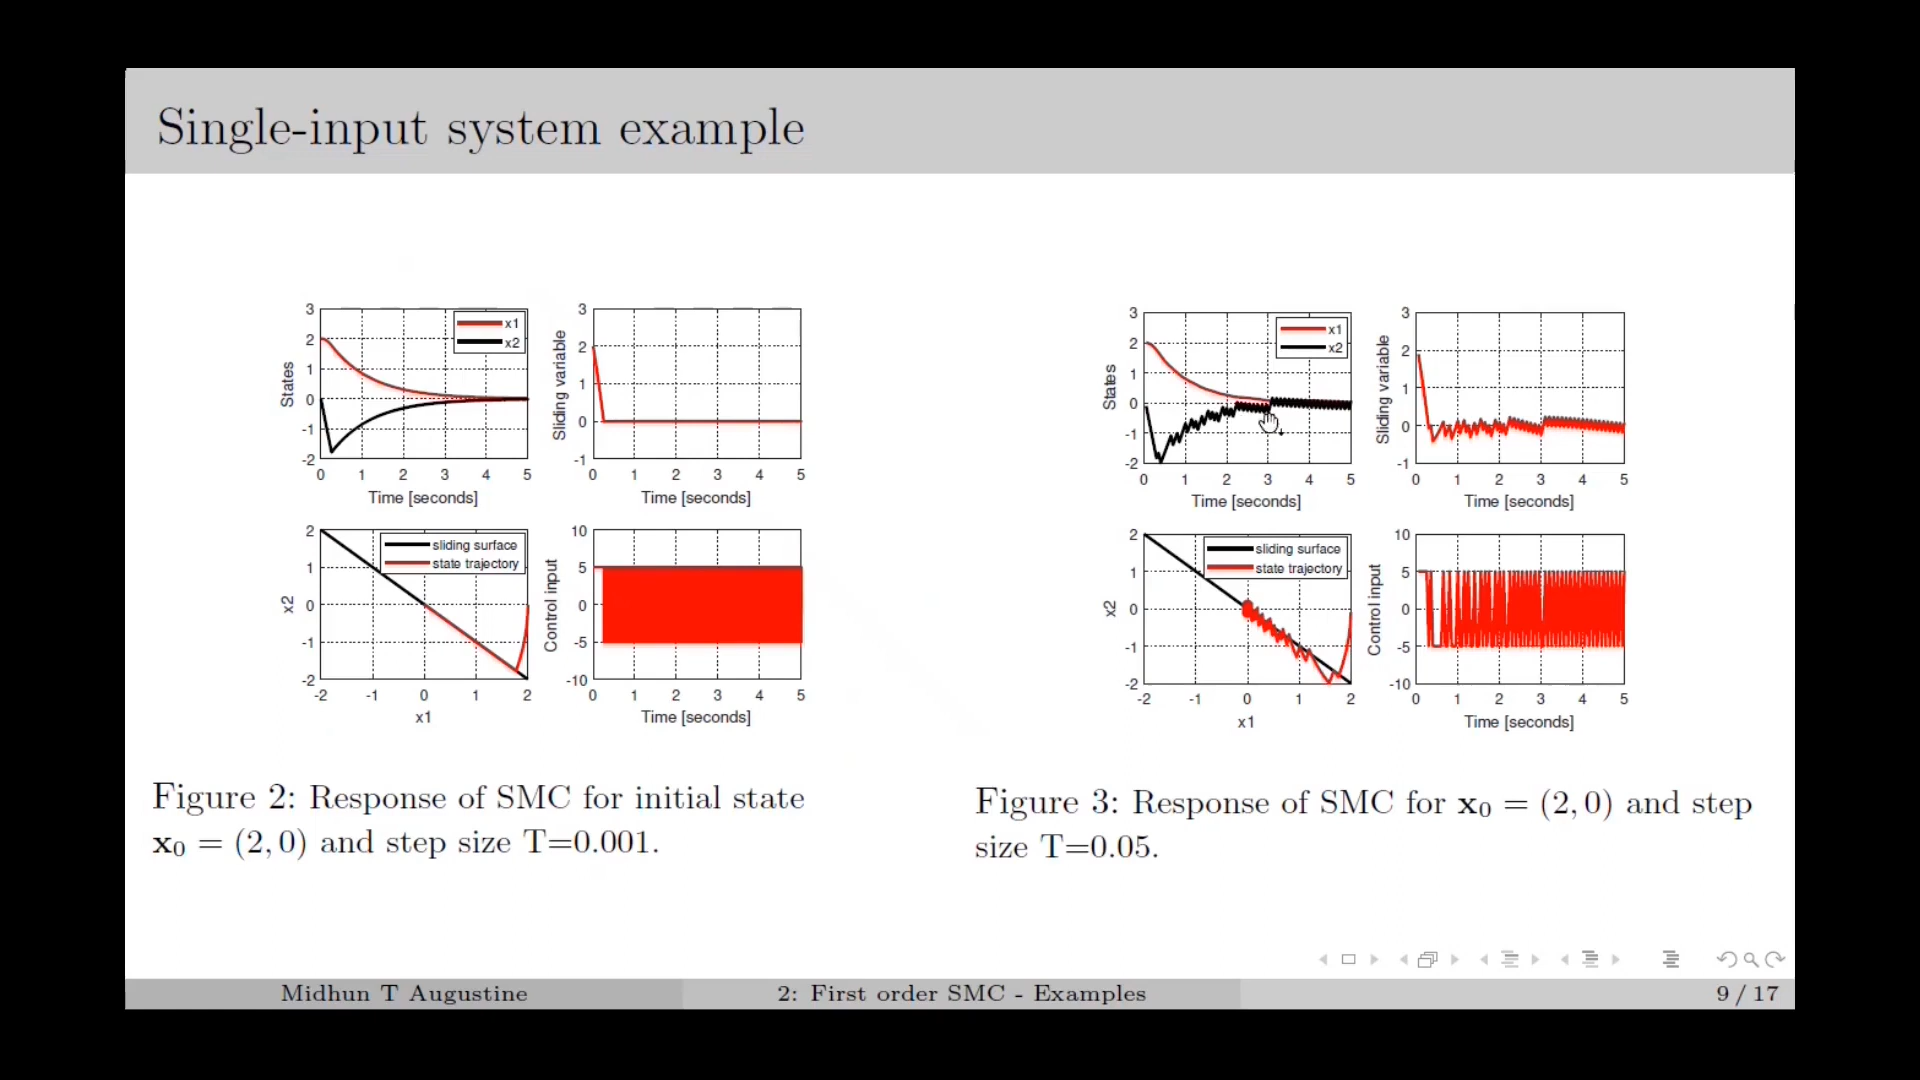 Single-input system example
3
2
1
0
-1
-2
States
x1
x2
0 1 2 3 4 5
Time [seconds]
3
2
1
0
-1
Sliding variable
0 1 2 3 4 5
Time [seconds]
2
1
0
-1
-2
x2
sliding surface
state trajectory
-2 -1 0 1 2
x1
10
5
0
-5
-10
Control input
0 1 2 3 4 5
Time [seconds]
Figure 2: Response of SMC for initial state
x₀ = (2, 0) and step size T=0.001.
3
2
1
0
-1
-2
States
x1
x2
0 1 2 3 4 5
Time [seconds]
3
2
1
0
-1
Sliding variable
0 1 2 3 4 5
Time [seconds]
2
1
0
-1
-2
x2
sliding surface
state trajectory
-2 -1 0 1 2
x1
10
5
0
-5
-10
Control input
0 1 2 3 4 5
Time [seconds]
Figure 3: Response of SMC for x₀ = (2, 0) and step
size T=0.05.
Midhun T Augustine
2: First order SMC - Examples
9 / 17